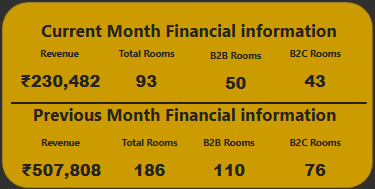 Current Month Financial information
Revenue Total Rooms B2B Rooms B2C Rooms
₹230,482 93 50 43
Previous Month Financial information
Revenue Total Rooms B2B Rooms B2C Rooms
₹507,808 186 110 76